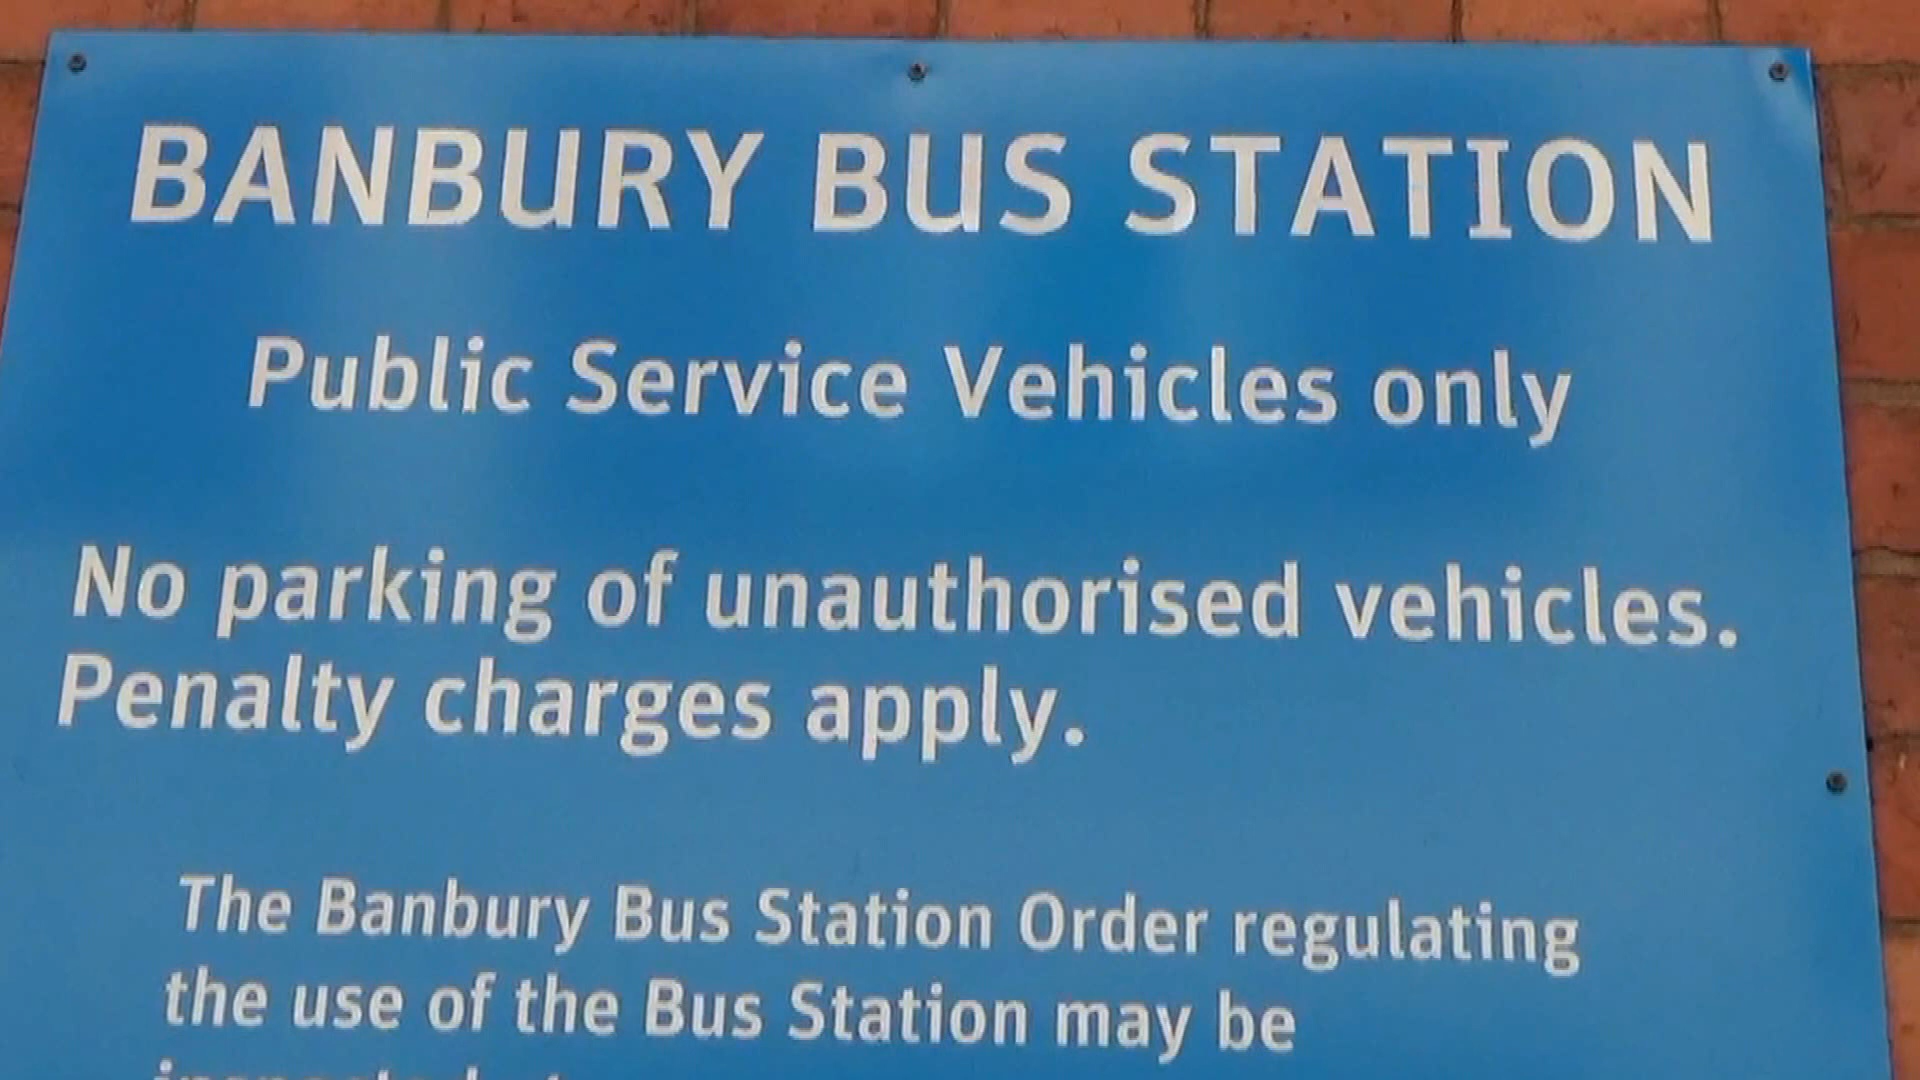 BANBURY BUS STATION
Public Service Vehicles only
No parking of unauthorised vehicles.
Penalty charges apply.
The Banbury Bus Station Order regulating
the use of the Bus Station may be